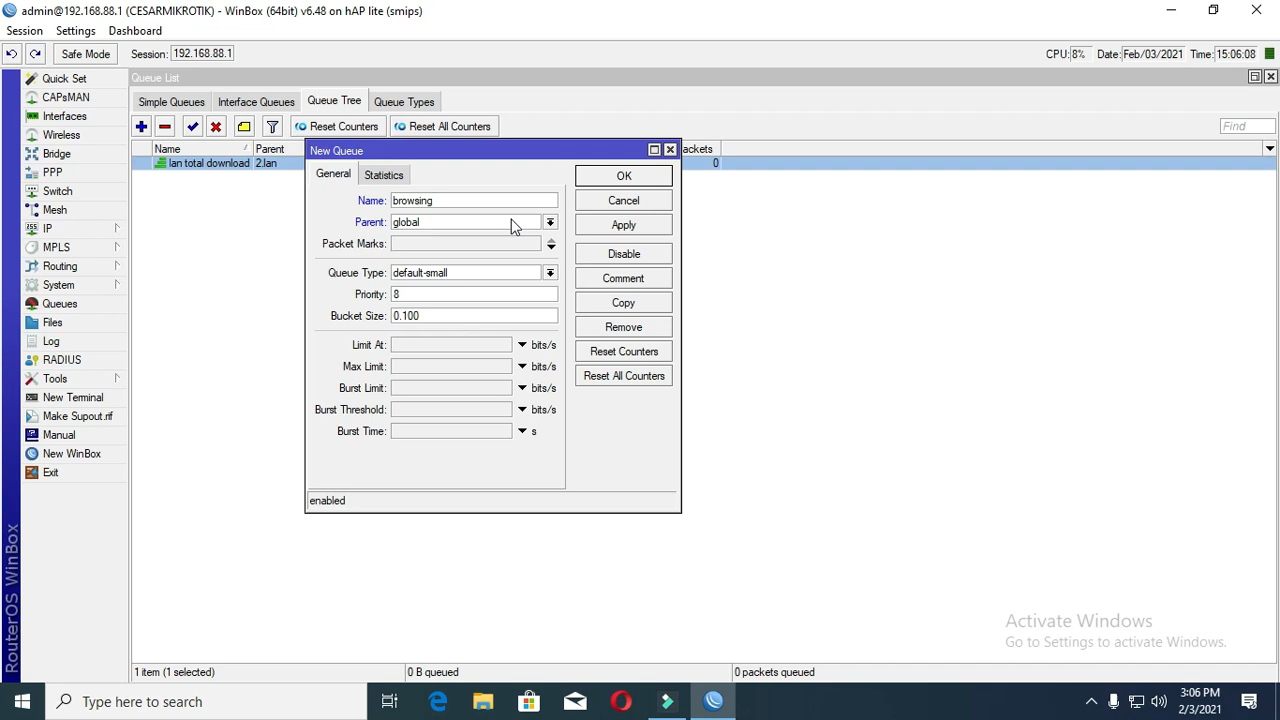 admin@192.168.88.1 (CESARMIKROTIK) - WinBox (64bit) v6.48 on hAP lite (smips)
Session Settings Dashboard
Safe Mode Session: 192.168.88.1 CPU: 8% Date: Feb/03/2021 Time: 15:06:08
Quick Set
CAPsMAN
Interfaces
Wireless
Bridge
PPP
Switch
Mesh
IP
MPLS
Routing
System
Queues
Files
Log
RADIUS
Tools
New Terminal
Make Supout.rif
Manual
New WinBox
Exit
RouterOS WinBox
Queue List
Simple Queues Interface Queues Queue Tree Queue Types
Reset Counters Reset All Counters Find
Name Parent ackets
lan total download 2.lan 0
New Queue
General Statistics
Name: browsing
Parent: global
Packet Marks:
Queue Type: default-small
Priority: 8
Bucket Size: 0.100
Limit At: bits/s
Max Limit: bits/s
Burst Limit: bits/s
Burst Threshold: bits/s
Burst Time: s
OK
Cancel
Apply
Disable
Comment
Copy
Remove
Reset Counters
Reset All Counters
enabled
Activate Windows
Go to Settings to activate Windows.
1 item (1 selected) 0 B queued 0 packets queued
Type here to search
3:06 PM
2/3/2021